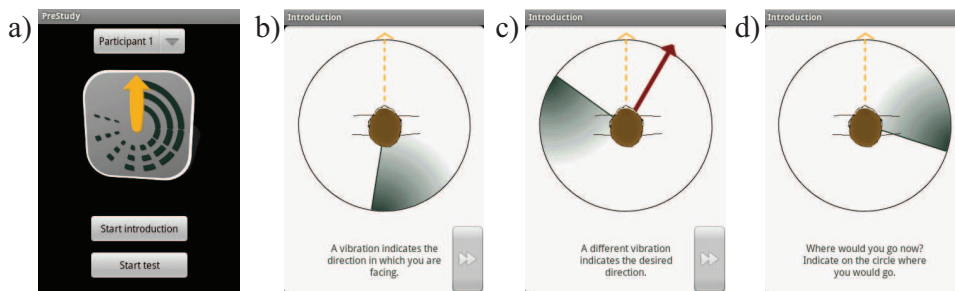 a)
PreStudy
Participant 1
Start introduction
Start test
b)
Introduction
A vibration indicates the
direction in which you are
facing.
c)
Introduction
A different vibration
indicates the desired
direction.
d)
Introduction
Where would you go now?
Indicate on the circle where
you would go.